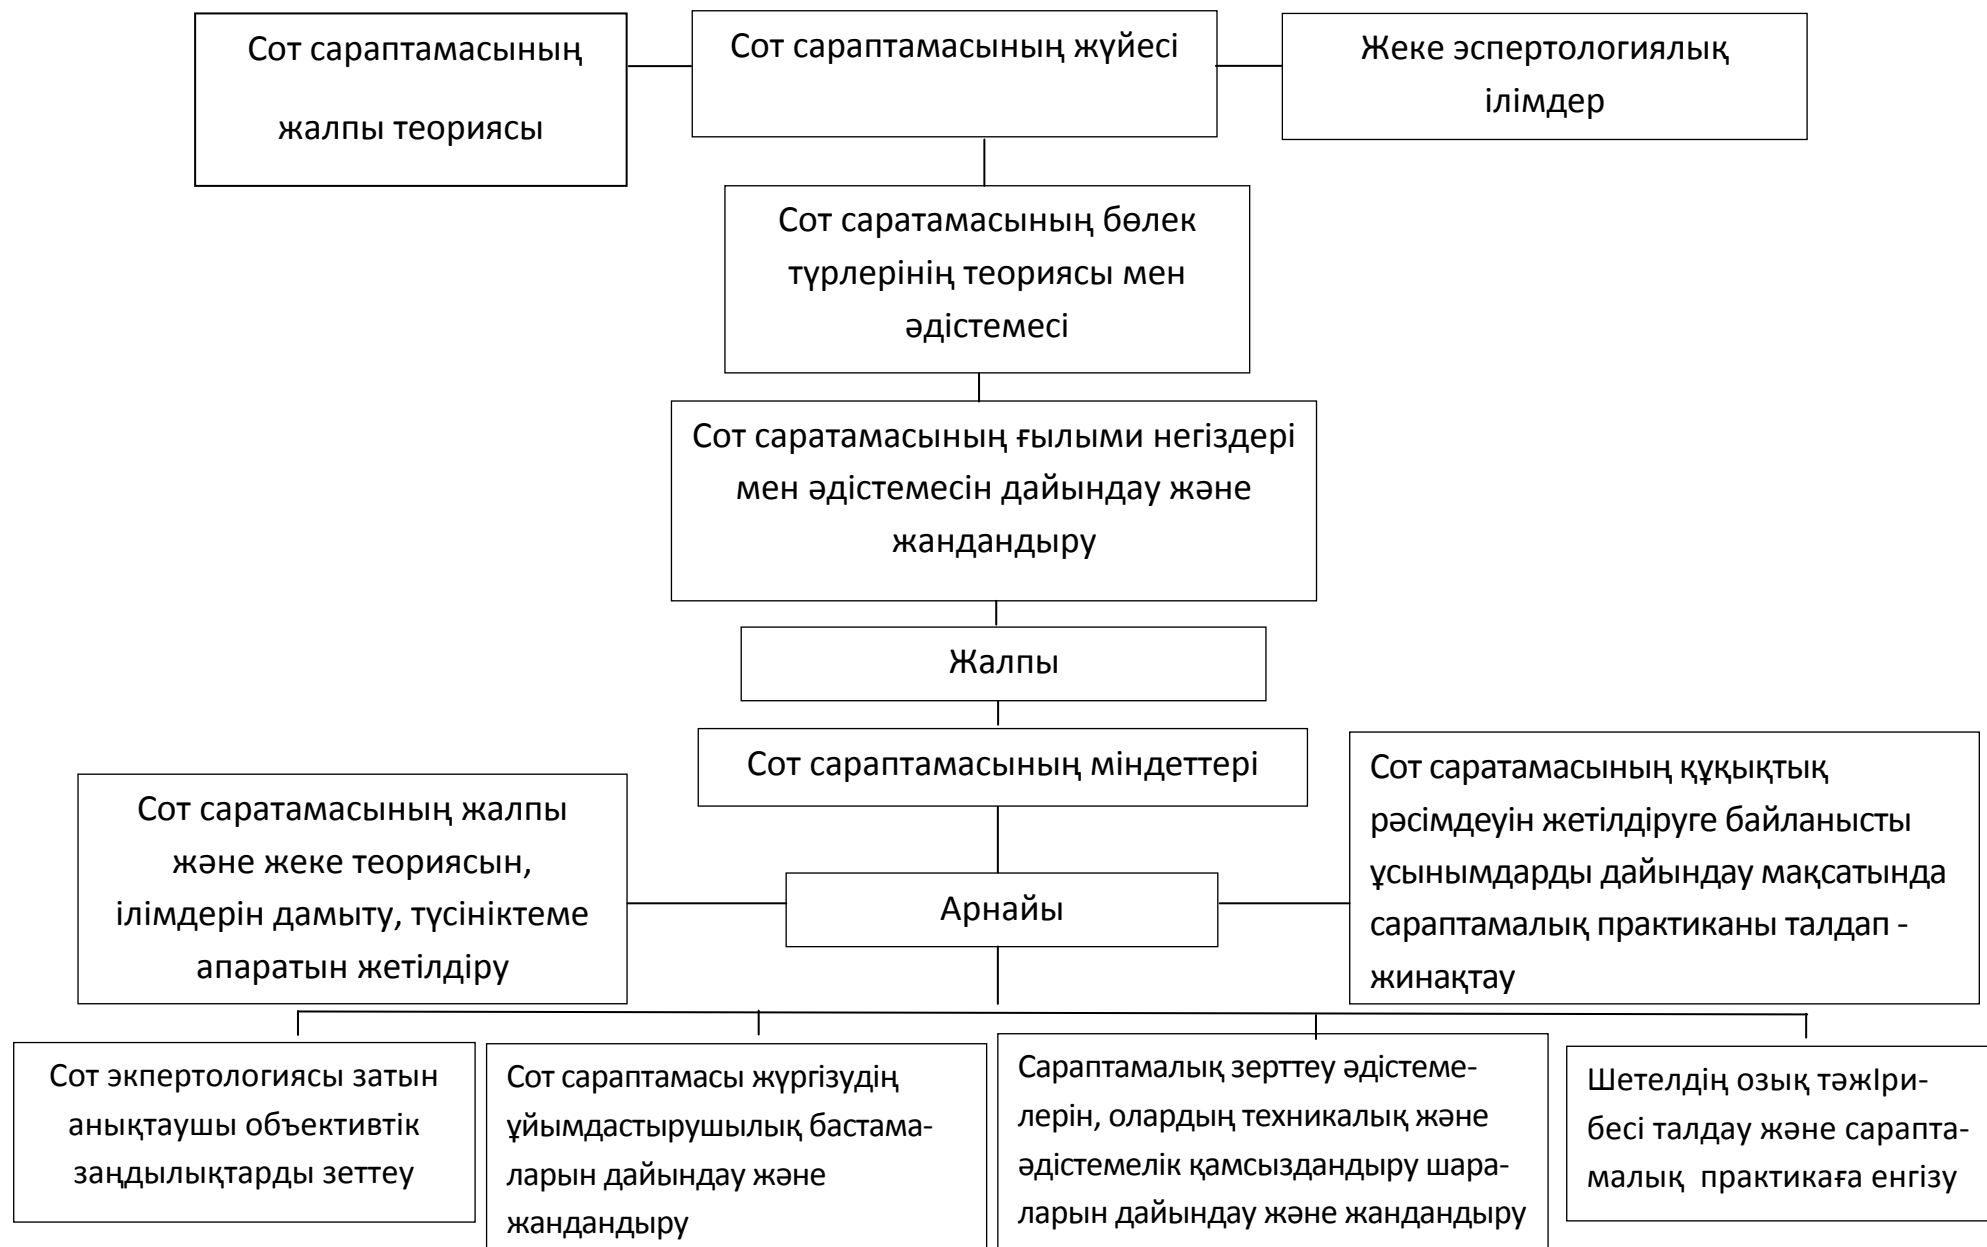 Сот сараптамасының
жалпы теориясы
Сот сараптамасының жүйесі
Жеке эспертологиялық
ілімдер
Сот саратамасының бөлек
түрлерінің теориясы мен
әдістемесі
Сот саратамасының ғылыми негіздері
мен әдістемесін дайындау және
жандандыру
Жалпы
Сот сараптамасының міндеттері
Сот саратамасының жалпы
және жеке теориясын,
ілімдерін дамыту, түсініктеме
апаратын жетілдіру
Арнайы
Сот саратамасының құқықтық
рәсімдеуін жетілдіруге байланысты
ұсынымдарды дайындау мақсатында
сараптамалық практиканы талдап -
жинақтау
Сот экпертологиясы затын
анықтаушы объективтік
заңдылықтарды зеттеу
Сот сараптамасы жүргізудің
ұйымдастырушылық бастама-
ларын дайындау және
жандандыру
Сараптамалық зерттеу әдістеме-
лерін, олардың техникалық және
әдістемелік қамсыздандыру шара-
ларын дайындау және жандандыру
Шетелдің озық тәжІри-
бесі талдау және сарапта-
малық  практикаға енгізу